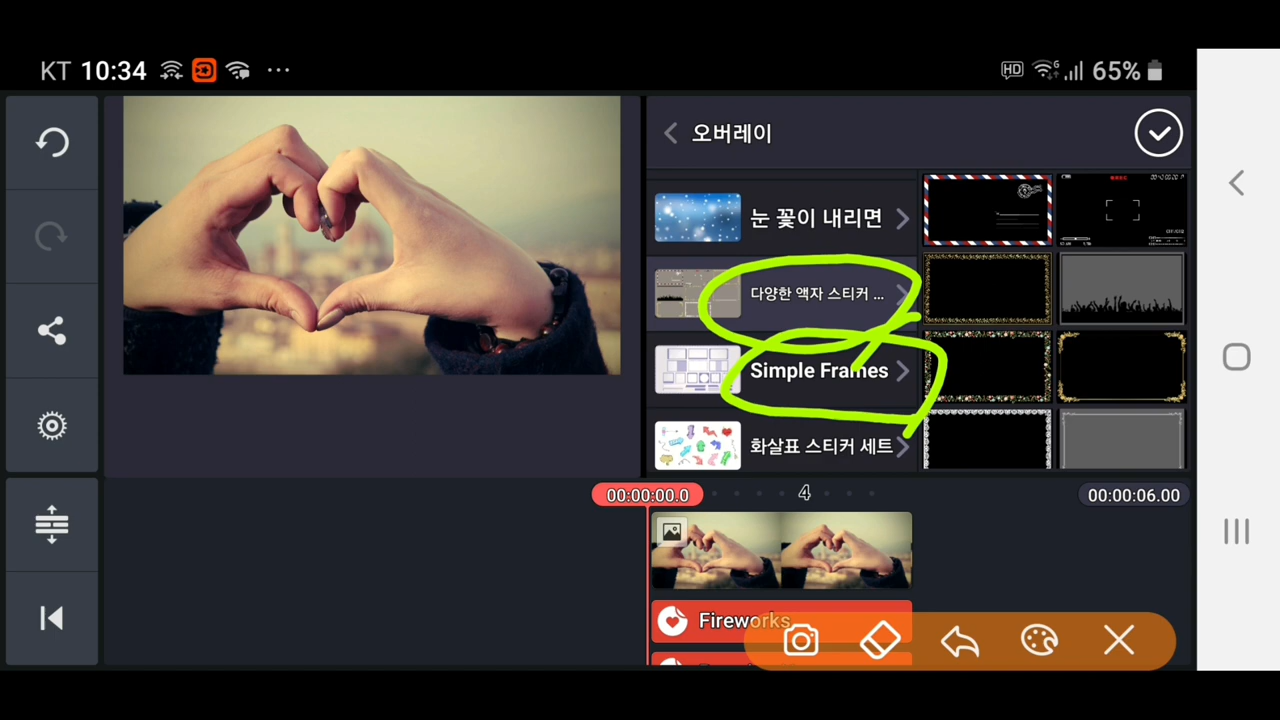 KT 10:34
HD 65%
오버레이
눈 꽃이 내리면
다양한 액자 스티커 ...
Simple Frames
화살표 스티커 세트
00:00:00.0
4
00:00:06.00
Fireworks